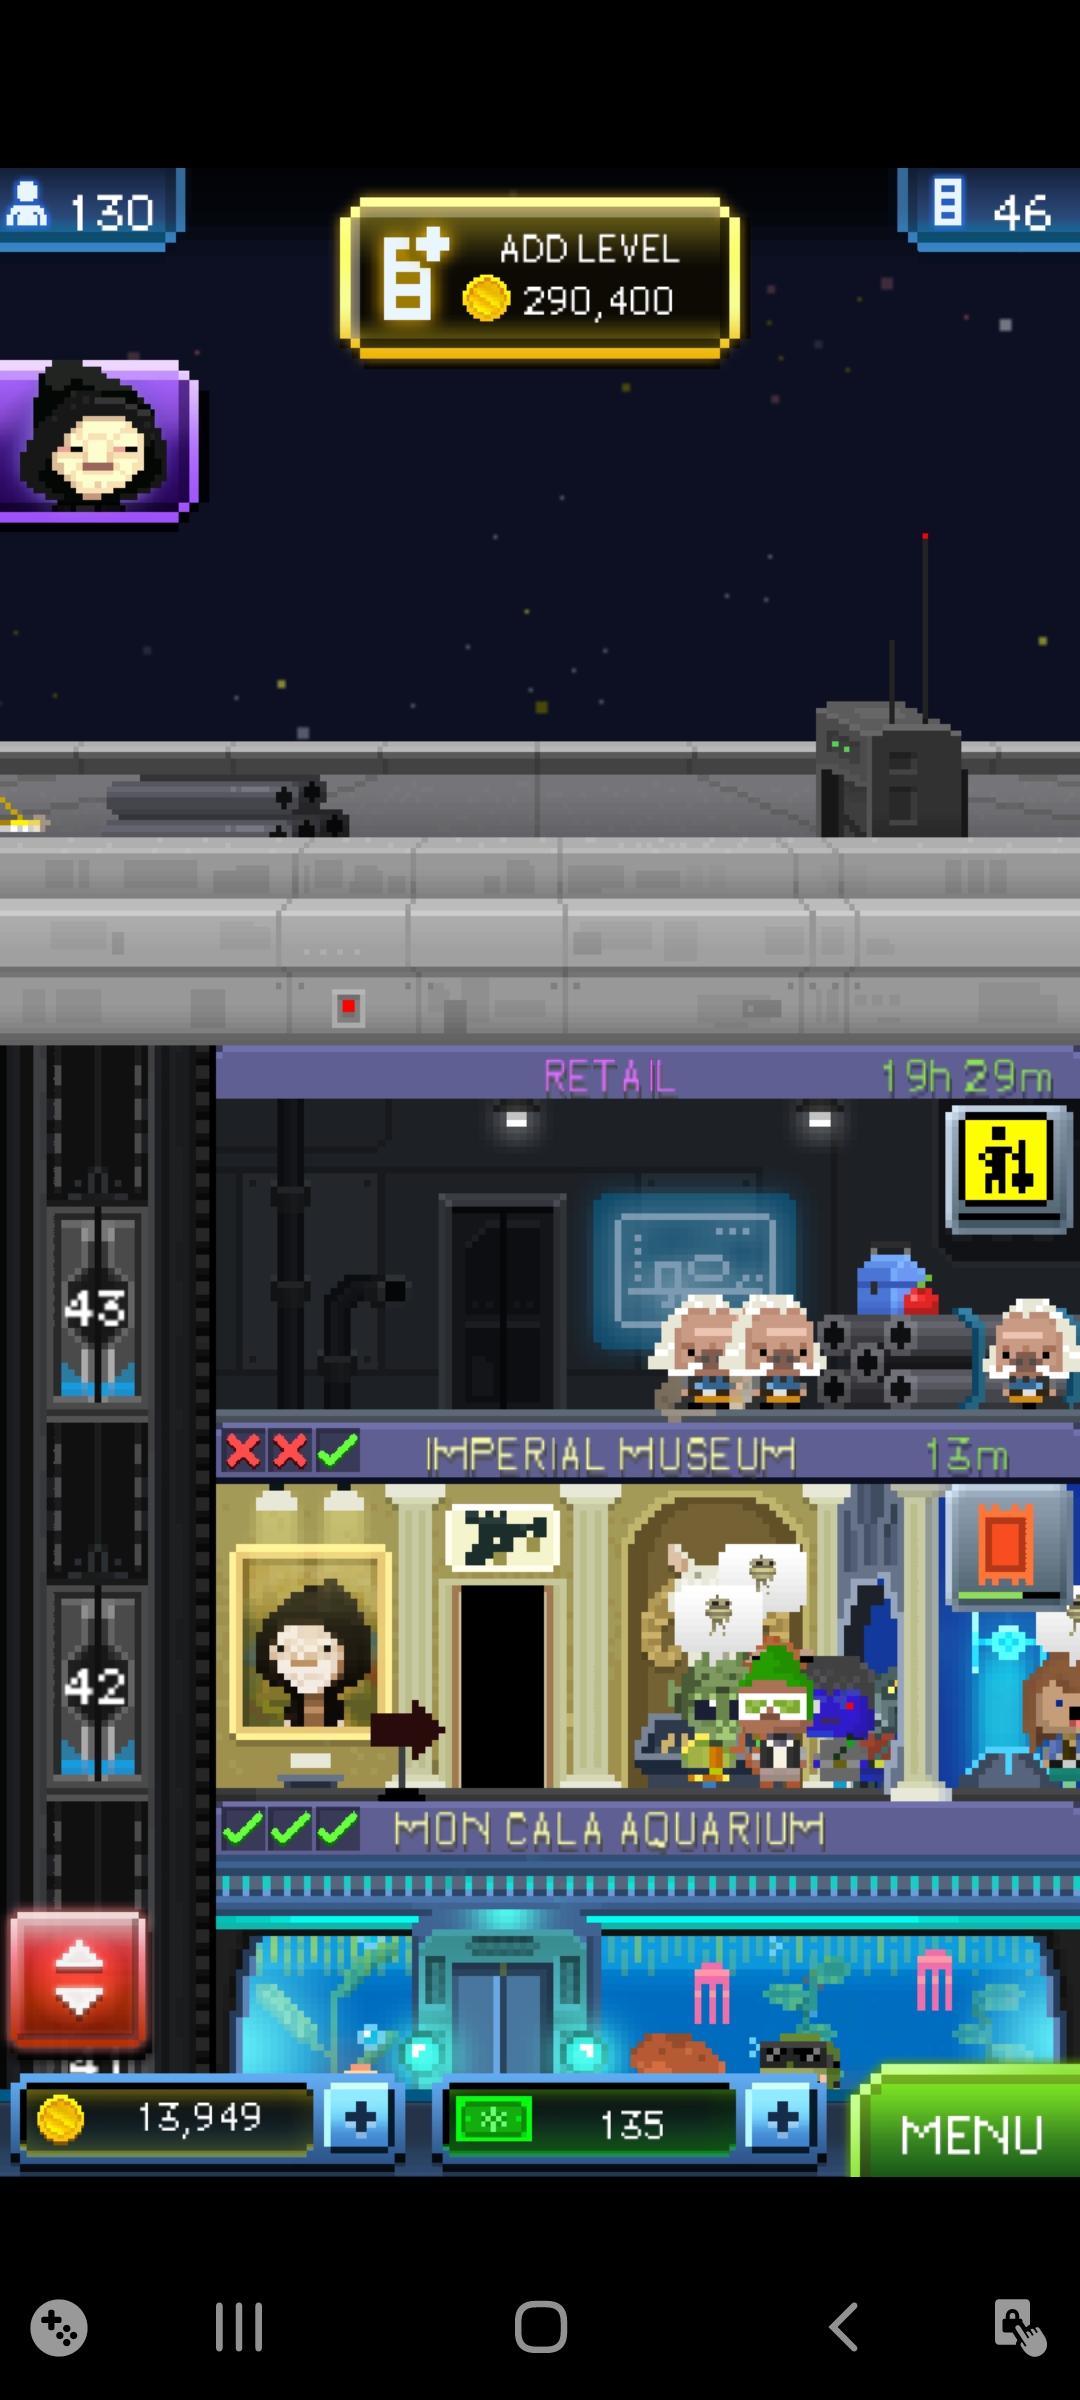 130
46
ADD LEVEL
290,400
RETAIL
19h 29m
43
IMPERIAL MUSEUM
13m
42
MON CALA AQUARIUM
13,949
135
MENU